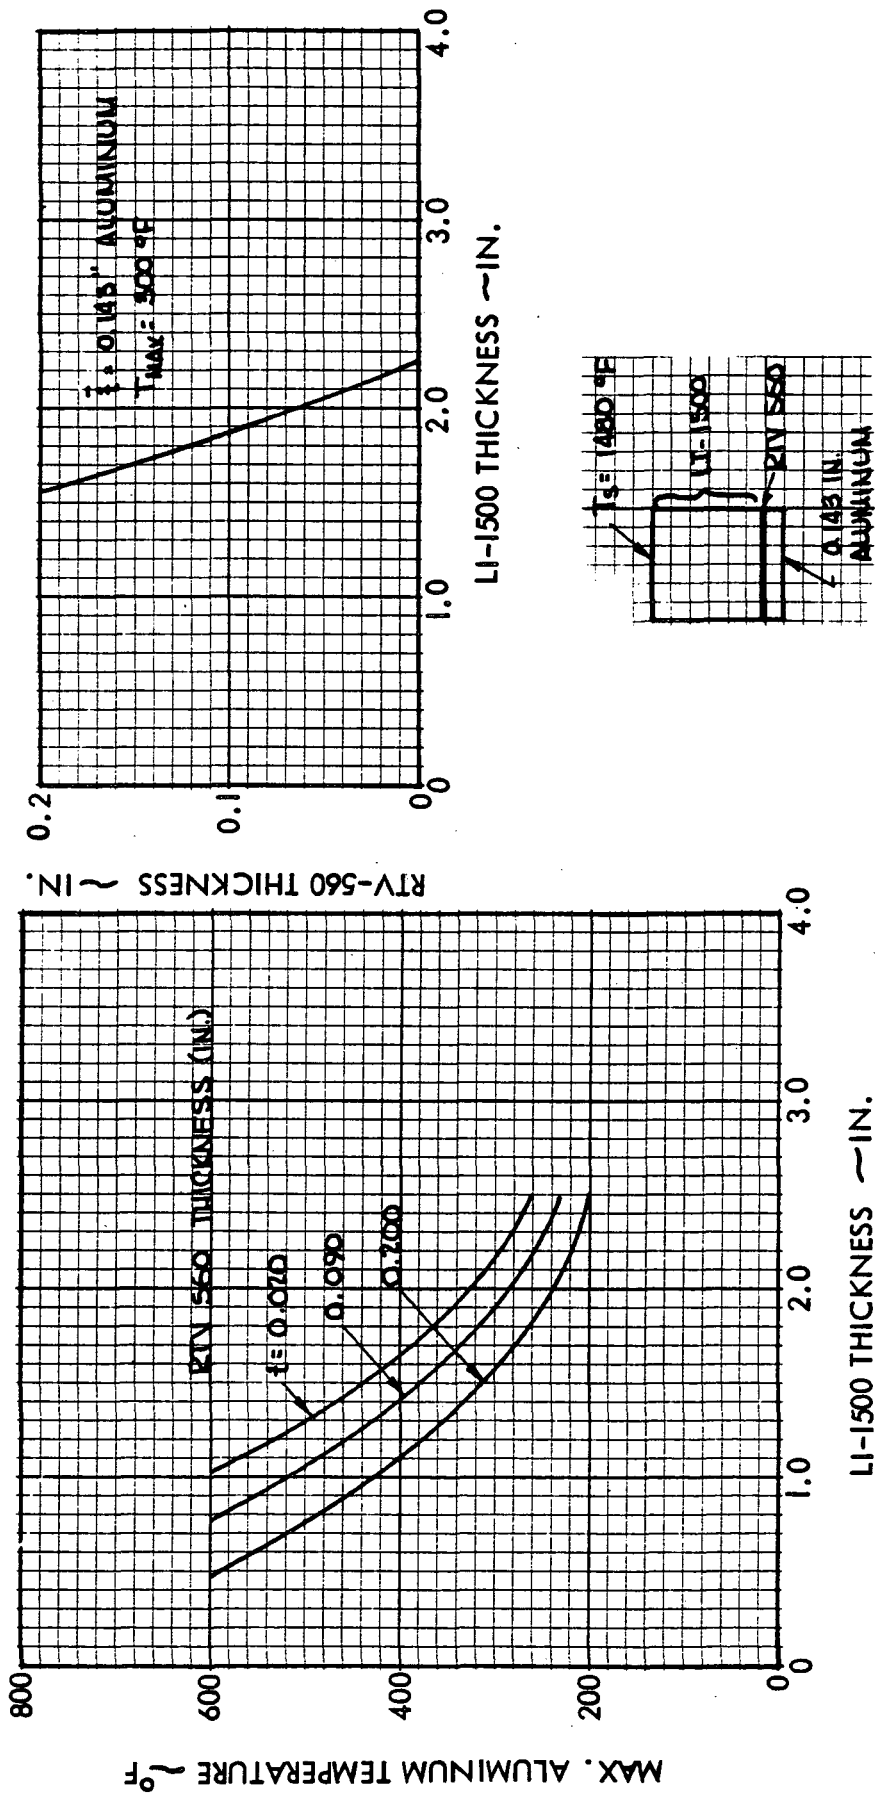 MAX. ALUMINUM TEMPERATURE ~°F
800
600
400
200
0
0
1.0
2.0
3.0
4.0
LI-1500 THICKNESS ~IN.
RTV 560 THICKNESS (IN.)
t = 0.020
0.090
0.200
RTV-560 THICKNESS ~ IN.
0.2
0.1
0
0
1.0
2.0
3.0
4.0
LI-1500 THICKNESS ~IN.
t̄ = 0.143" ALUMINUM
TMAX = 300 °F
Ts = 1480 °F
LI-1500
RTV 560
0.143 IN.
ALUMINUM